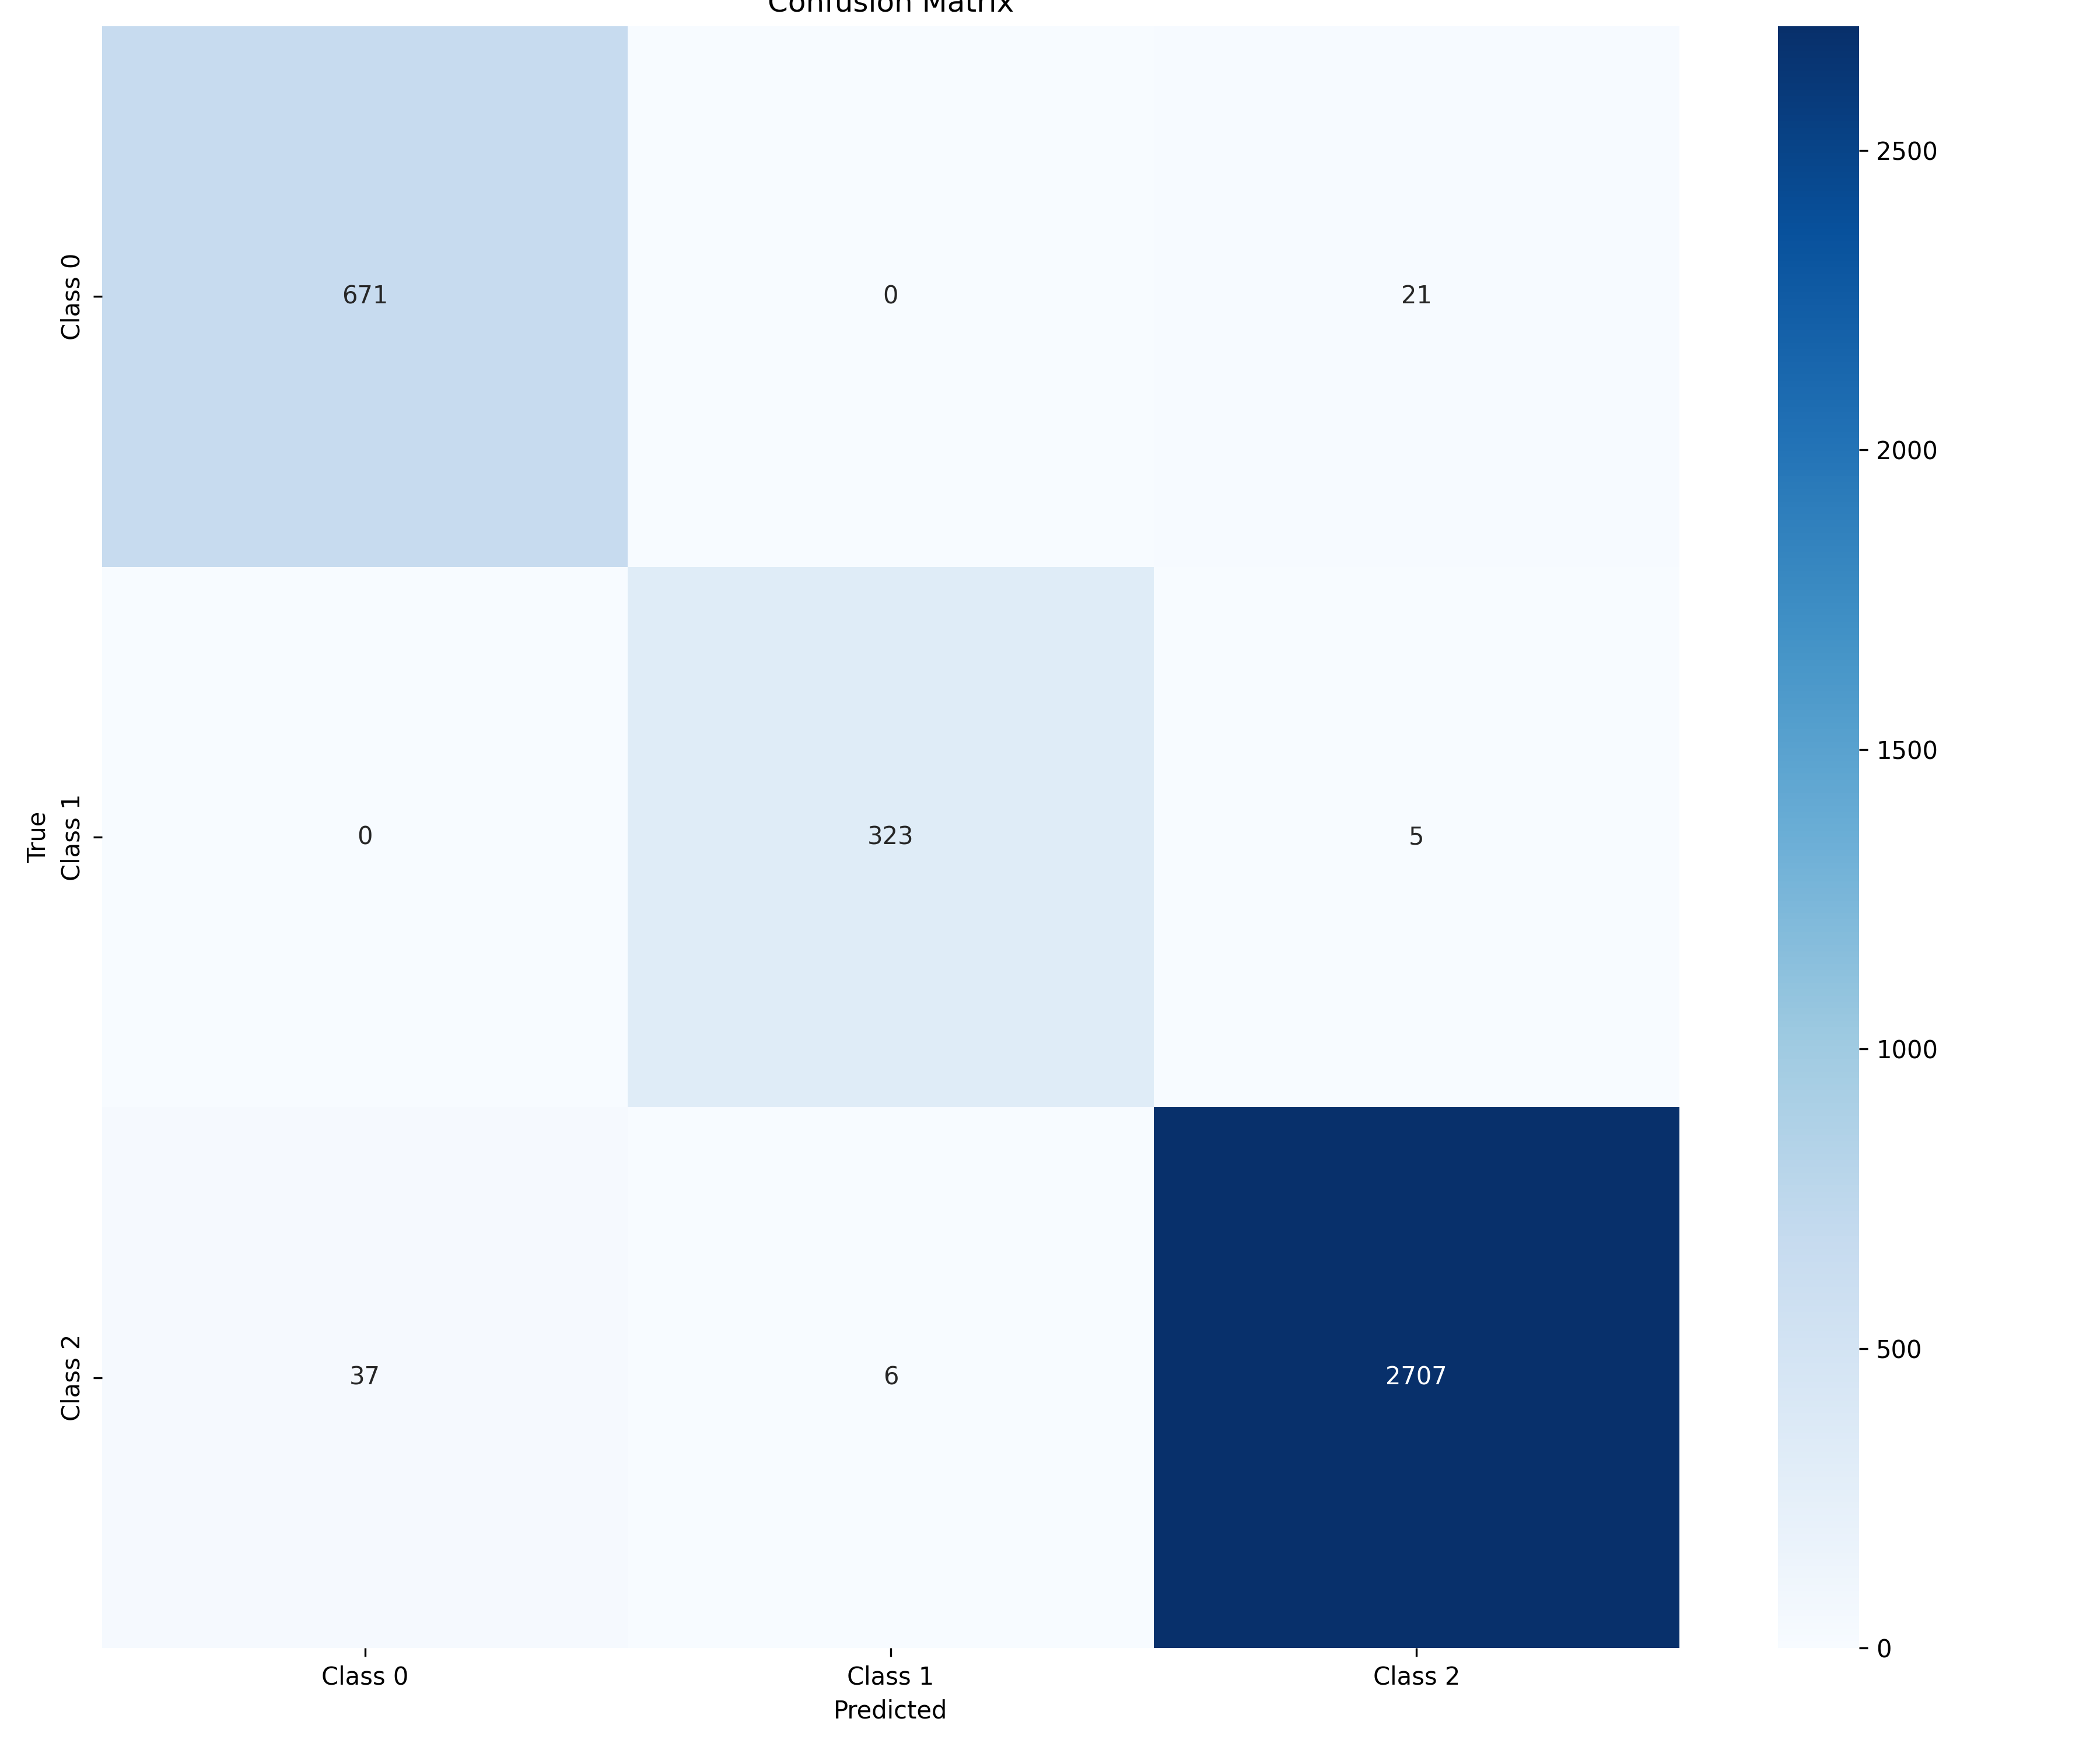 Confusion Matrix
Class 0
671
0
21
True
Class 1
0
323
5
Class 2
37
6
2707
Class 0
Class 1
Class 2
Predicted
2500
2000
1500
1000
500
0